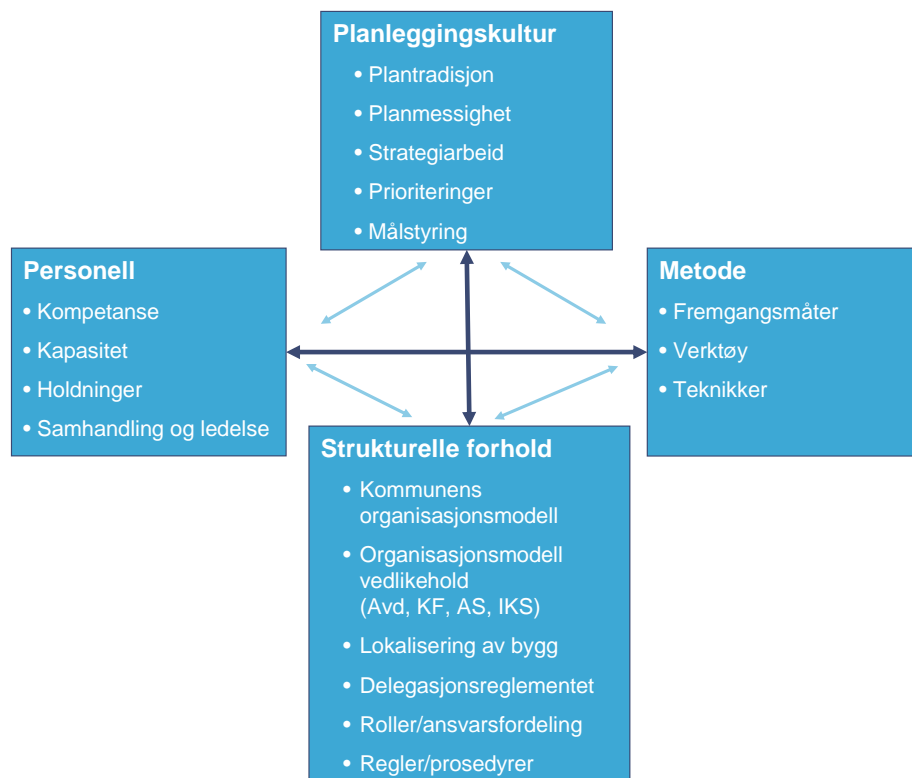 Planleggingskultur
• Plantradisjon
• Planmessighet
• Strategiarbeid
• Prioriteringer
• Målstyring
Personell
• Kompetanse
• Kapasitet
• Holdninger
• Samhandling og ledelse
Metode
• Fremgangsmåter
• Verktøy
• Teknikker
Strukturelle forhold
• Kommunens
organisasjonsmodell
• Organisasjonsmodell
vedlikehold
(Avd, KF, AS, IKS)
• Lokalisering av bygg
• Delegasjonsreglementet
• Roller/ansvarsfordeling
• Regler/prosedyrer